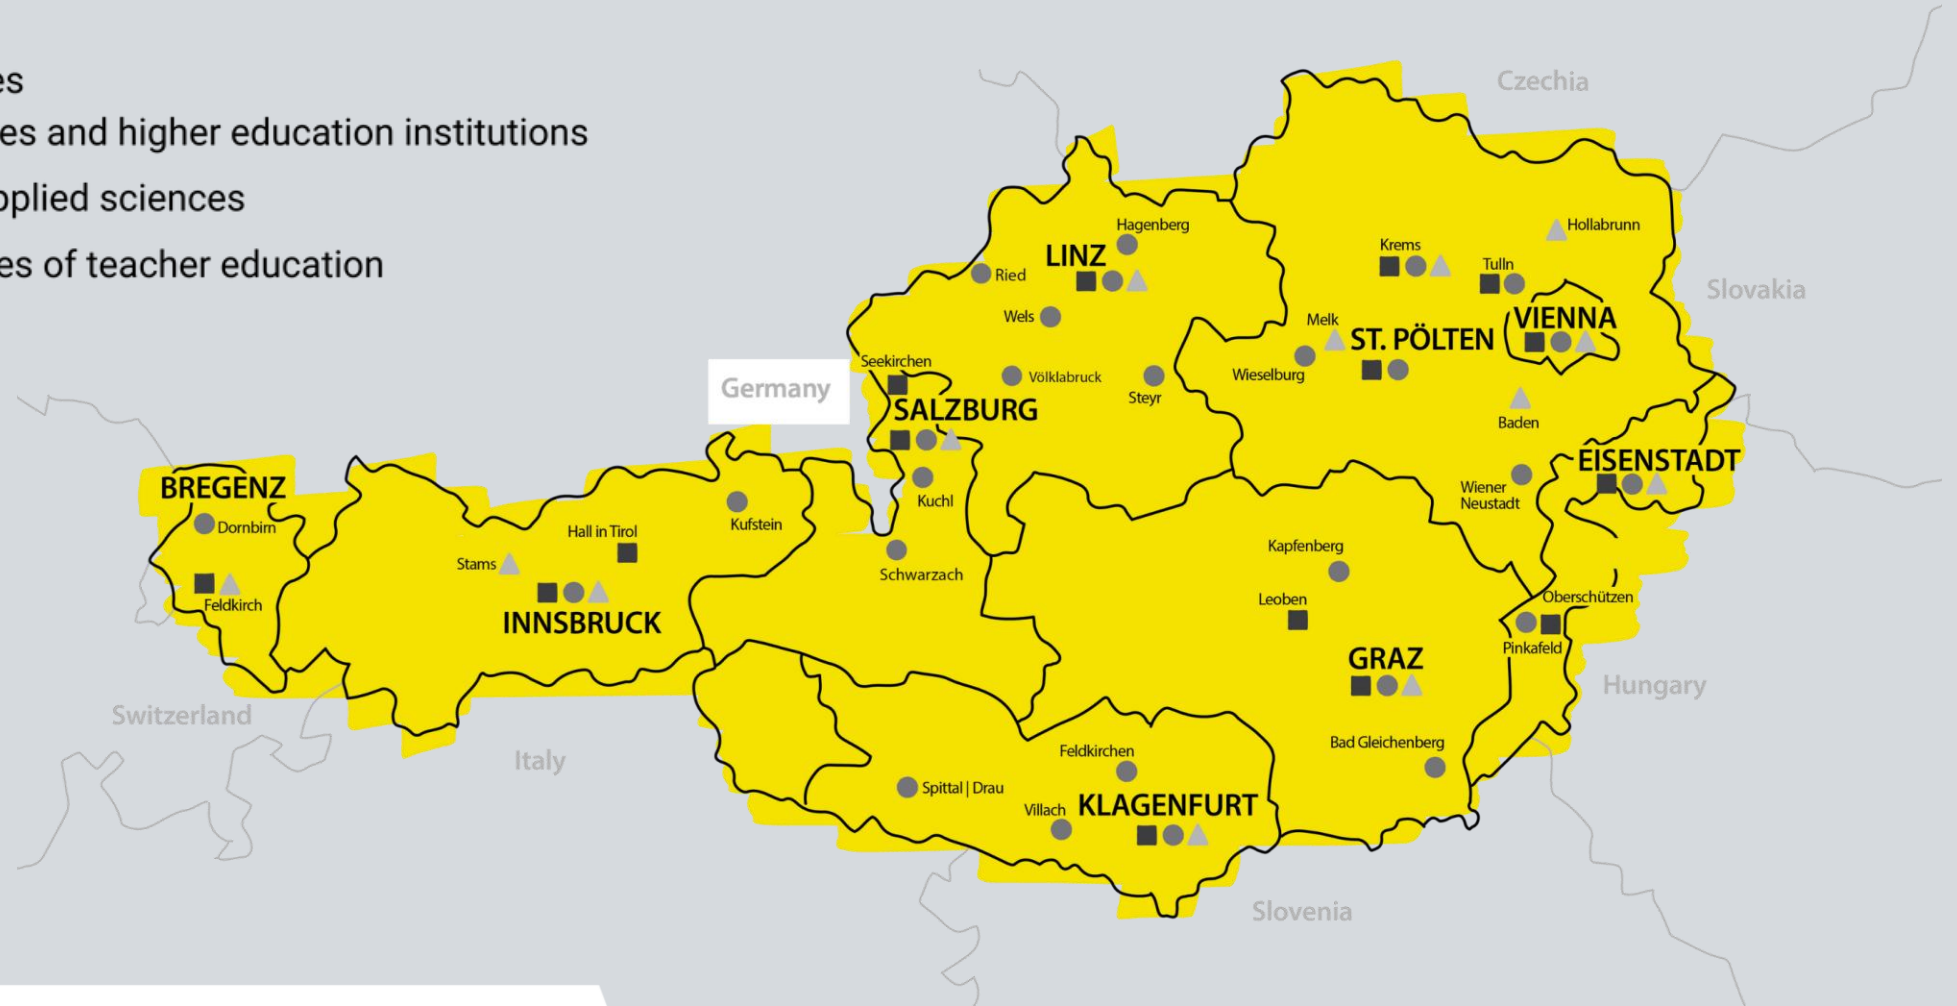 es
es and higher education institutions
pplied sciences
es of teacher education
Czechia
Slovakia
Germany
Hungary
Switzerland
Italy
Slovenia
Hagenberg
LINZ
Ried
Wels
Völklabruck
Steyr
Hollabrunn
Krems
Tulln
VIENNA
Melk
ST. PÖLTEN
Wieselburg
Baden
Wiener
Neustadt
EISENSTADT
Seekirchen
SALZBURG
Kuchl
Schwarzach
BREGENZ
Dornbirn
Feldkirch
Kufstein
Hall in Tirol
Stams
INNSBRUCK
Kapfenberg
Leoben
GRAZ
Bad Gleichenberg
Oberschützen
Pinkafeld
Feldkirchen
Spittal | Drau
Villach
KLAGENFURT